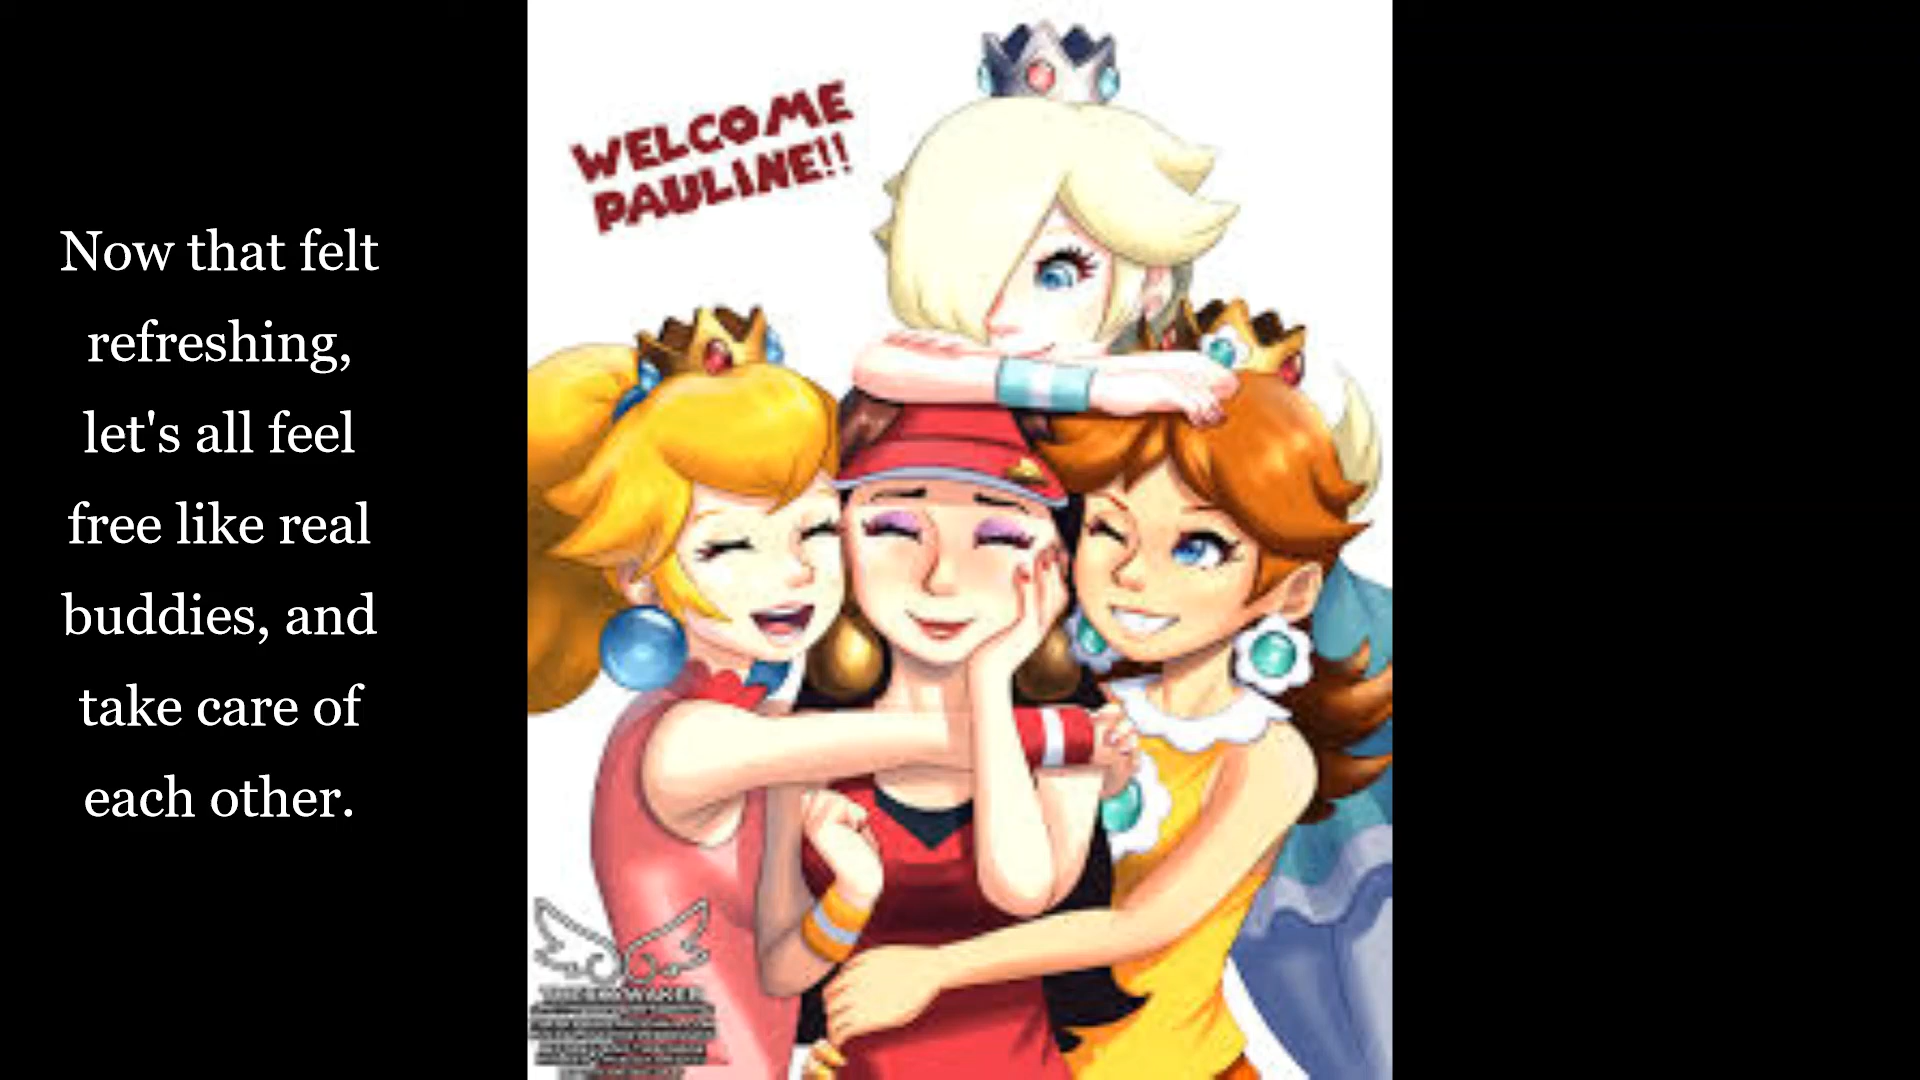 Now that felt
refreshing,
let's all feel
free like real
buddies, and
take care of
each other.
WELCOME
PAULINE!!